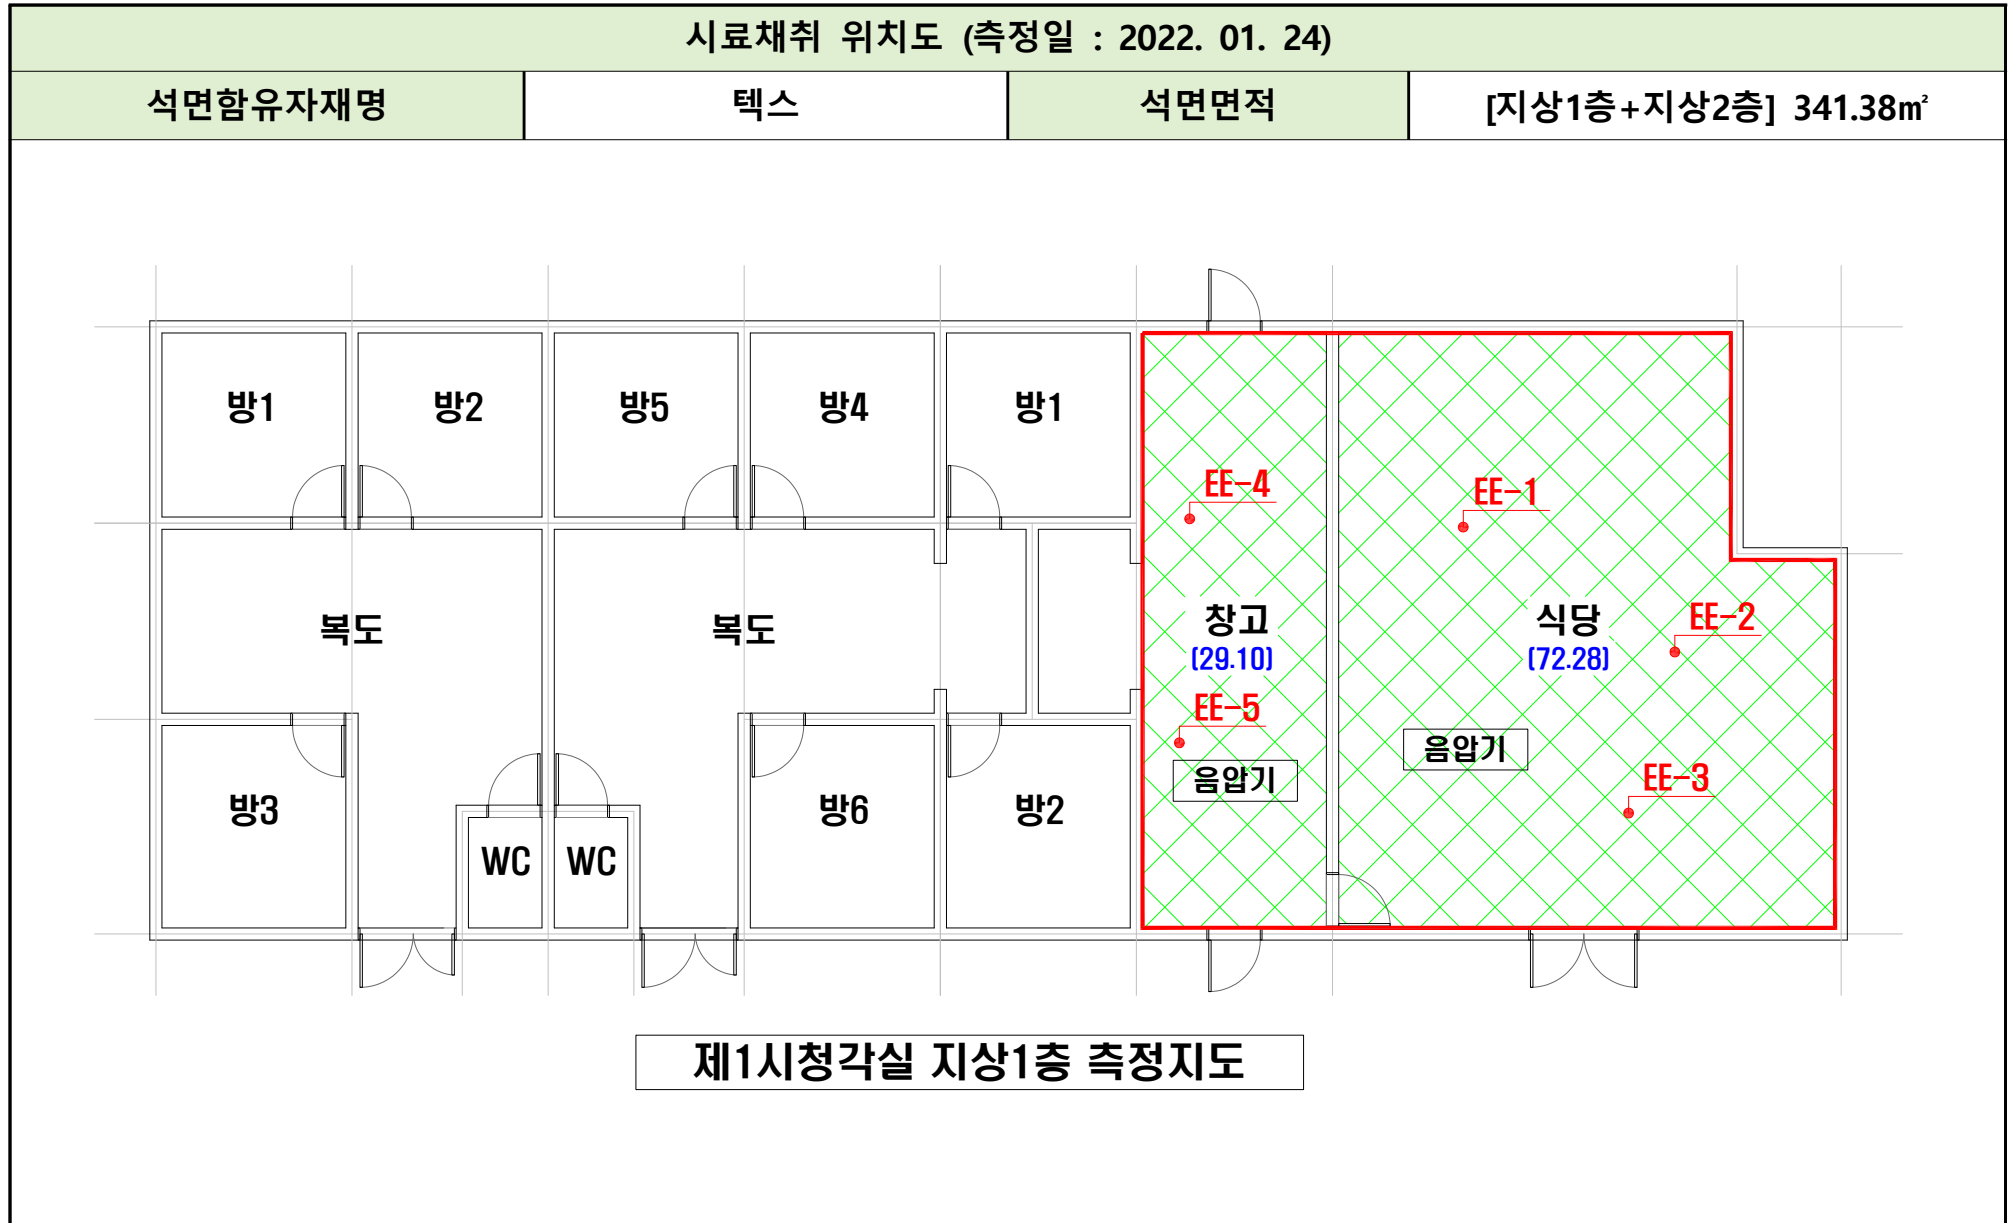 시료채취 위치도 (측정일 : 2022. 01. 24)
석면함유자재명 텍스 석면면적 [지상1층+지상2층] 341.38㎡
방1 방2 방5 방4 방1
EE-4 EE-1
복도 복도 창고 식당 EE-2
(29.10) (72.28)
EE-5
음압기
음압기 EE-3
방3 방6 방2
WC WC
제1시청각실 지상1층 측정지도